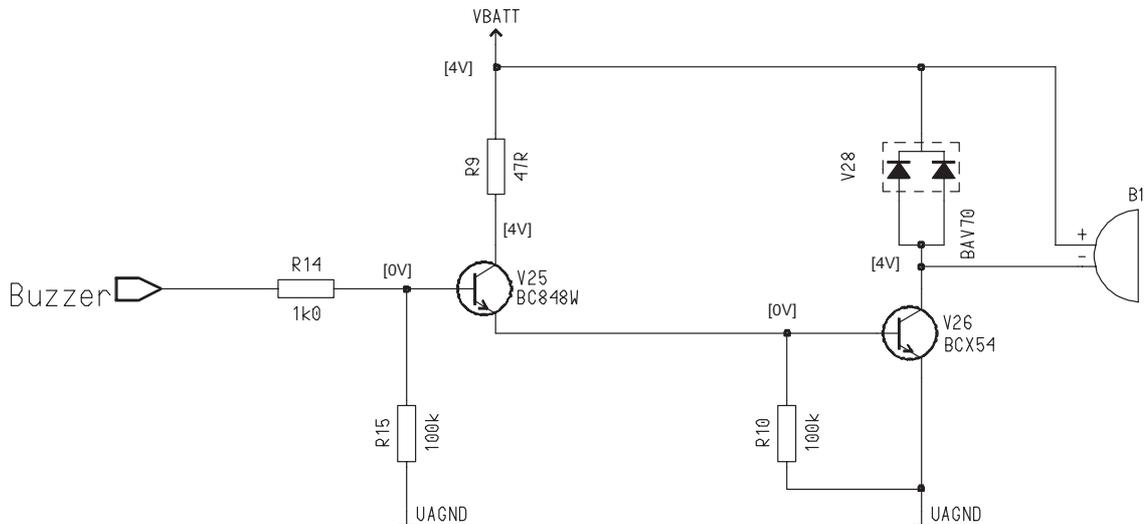 VBATT
[4V]
R9
47R
V28
BAV70
B1
+
-
[4V]
R14
1k0
[0V]
V25
BC848W
[4V]
Buzzer
[0V]
V26
BCX54
R15
100k
R10
100k
UAGND
UAGND